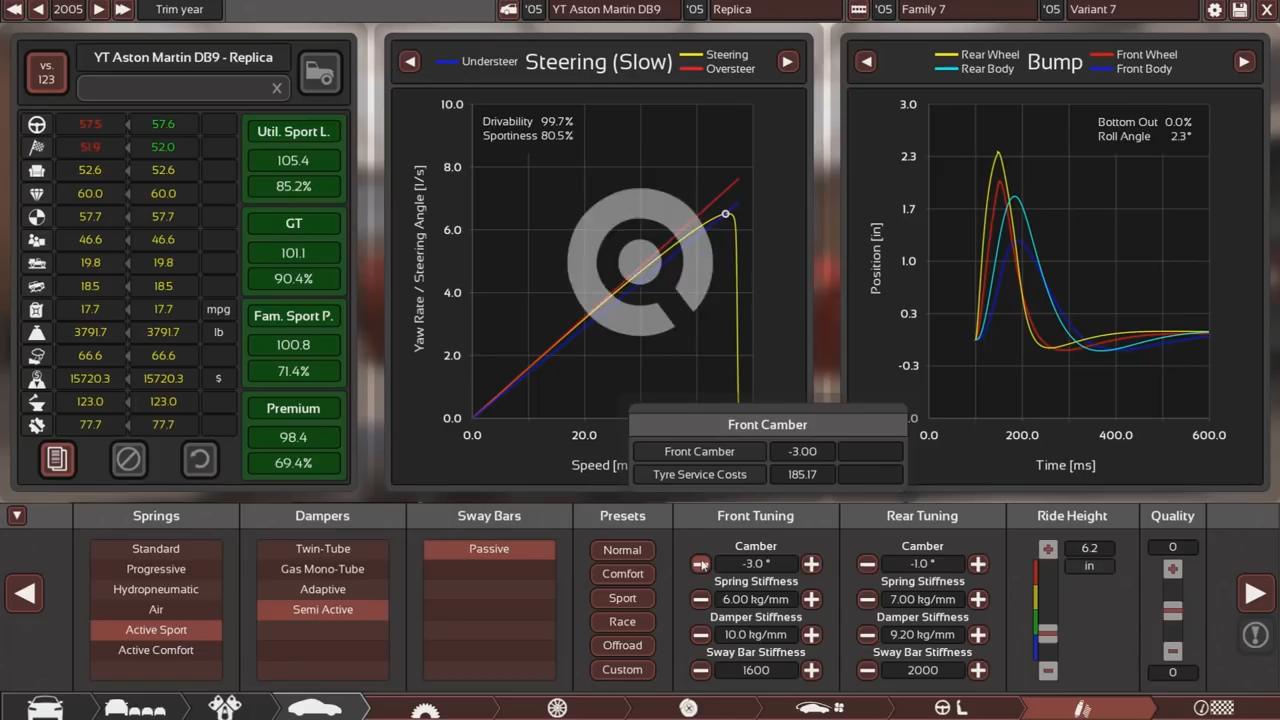 2005
Trim year
'05
YT Aston Martin DB9
'05
Replica
'05
Family 7
'05
Variant 7
vs.
123
YT Aston Martin DB9 - Replica
X
57.5 57.6
51.9 52.0
52.6 52.6
60.0 60.0
57.7 57.7
46.6 46.6
19.8 19.8
18.5 18.5
17.7 17.7 mpg
3791.7 3791.7 lb
66.6 66.6
15720.3 15720.3 $
123.0 123.0
77.7 77.7
Util. Sport L.
105.4
85.2%
GT
101.1
90.4%
Fam. Sport P.
100.8
71.4%
Premium
98.4
69.4%
Understeer
Steering (Slow)
Steering
Oversteer
Drivability 99.7%
Sportiness 80.5%
Yaw Rate / Steering Angle [1/s]
10.0
8.0
6.0
4.0
2.0
0.0
0.0
20.0
Speed [m
Front Camber
Front Camber -3.00
Tyre Service Costs 185.17
Rear Wheel
Rear Body
Bump
Front Wheel
Front Body
Bottom Out 0.0%
Roll Angle 2.3°
Position [in]
3.0
2.3
1.7
1.0
0.3
-0.3
.0
0.0
200.0
400.0
600.0
Time [ms]
Springs
Standard
Progressive
Hydropneumatic
Air
Active Sport
Active Comfort
Dampers
Twin-Tube
Gas Mono-Tube
Adaptive
Semi Active
Sway Bars
Passive
Presets
Normal
Comfort
Sport
Race
Offroad
Custom
Front Tuning
Camber
-3.0 °
Spring Stiffness
6.00 kg/mm
Damper Stiffness
10.0 kg/mm
Sway Bar Stiffness
1600
Rear Tuning
Camber
-1.0 °
Spring Stiffness
7.00 kg/mm
Damper Stiffness
9.20 kg/mm
Sway Bar Stiffness
2000
Ride Height
6.2
in
Quality
0
0